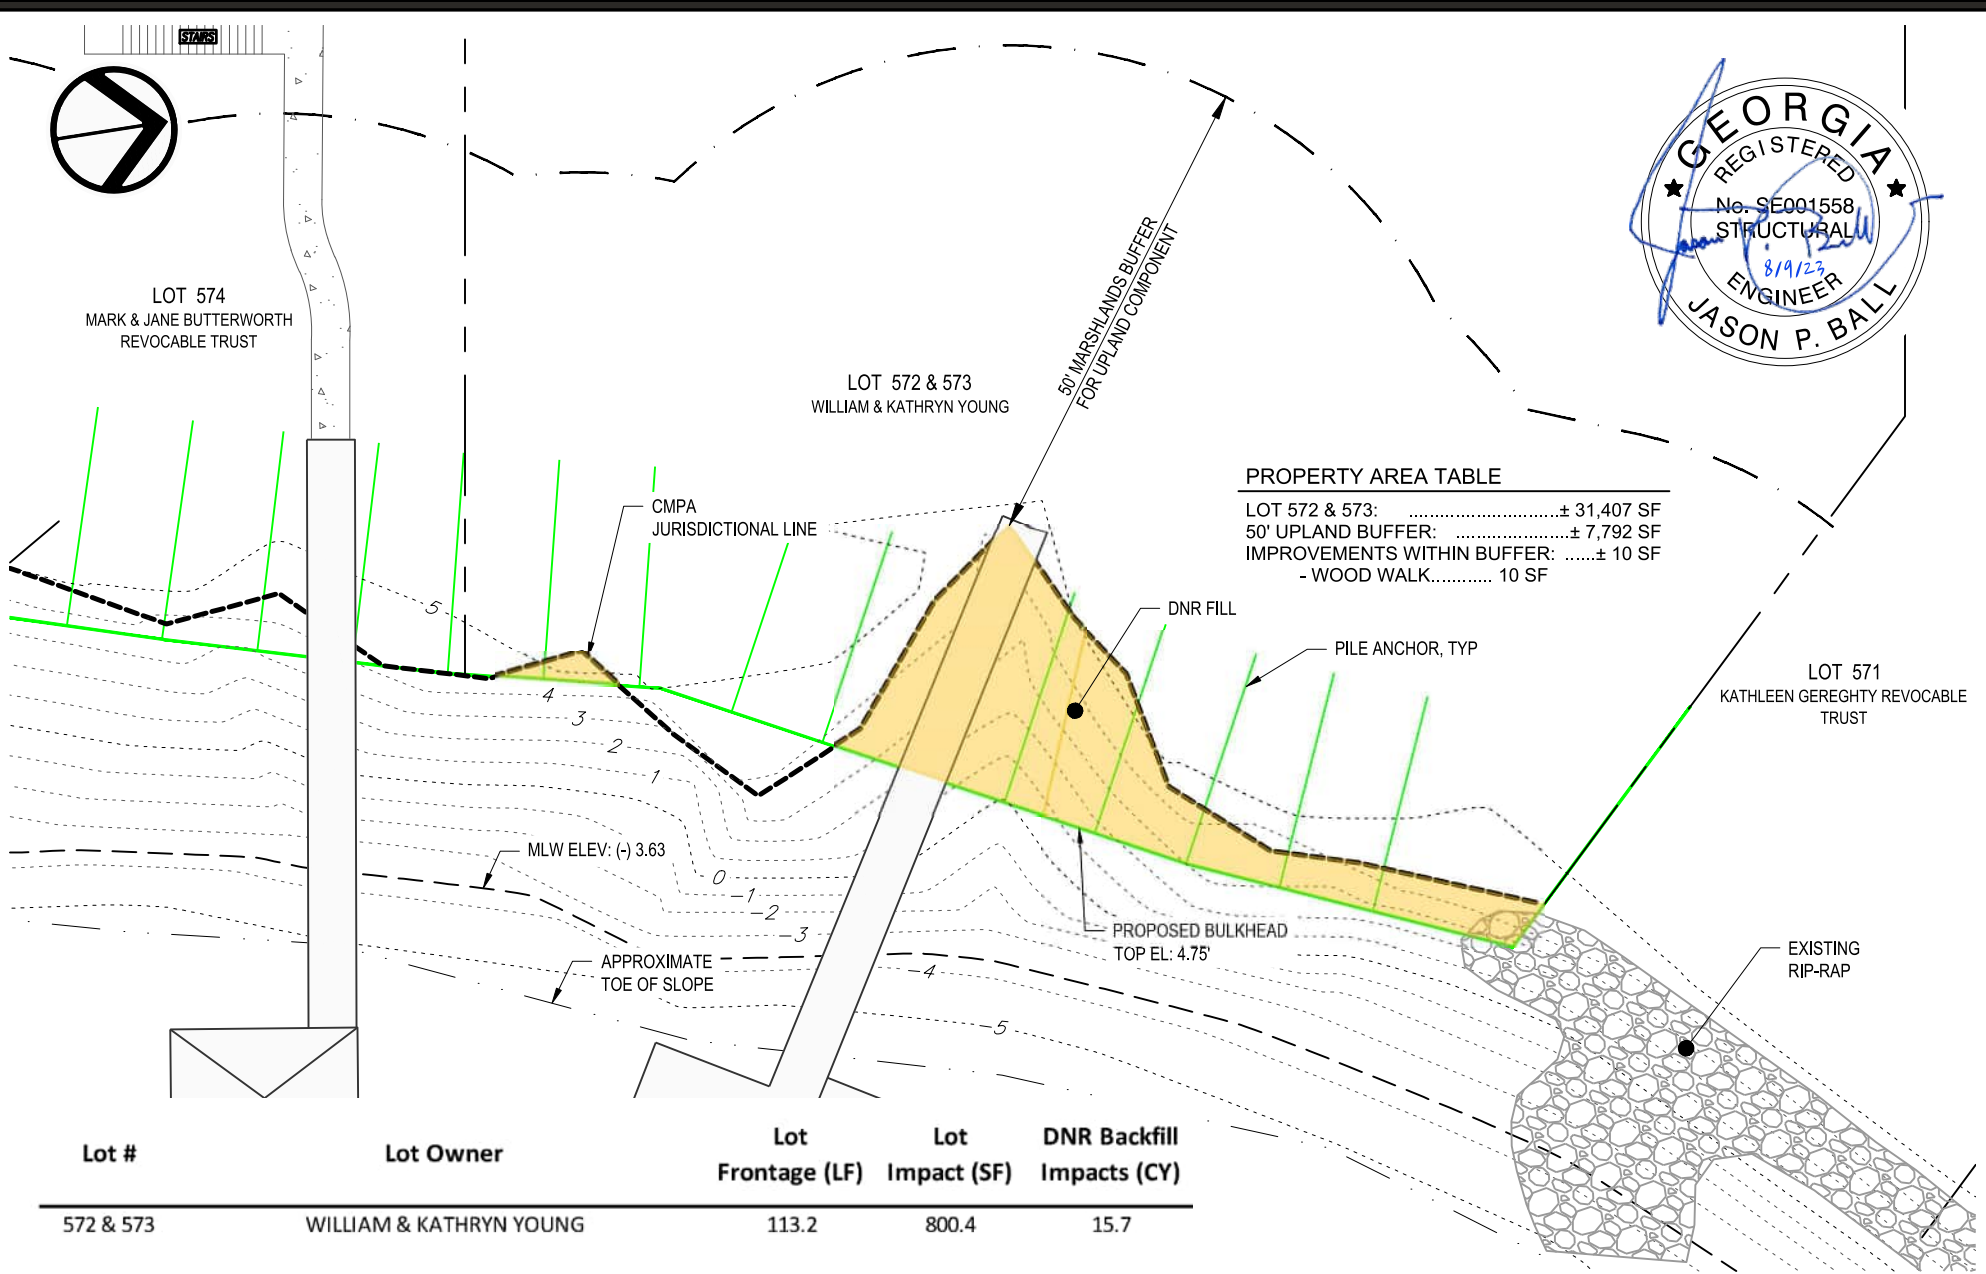 STAIRS
GEORGIA
REGISTERED
No. SE001558
STRUCTURAL
Jason P. Ball
8/9/23
ENGINEER
JASON P. BALL
LOT 574
MARK & JANE BUTTERWORTH
REVOCABLE TRUST
50' MARSHLANDS BUFFER
FOR UPLAND COMPONENT
LOT 572 & 573
WILLIAM & KATHRYN YOUNG
PROPERTY AREA TABLE
LOT 572 & 573: ............................ ± 31,407 SF
50' UPLAND BUFFER: ..................... ± 7,792 SF
IMPROVEMENTS WITHIN BUFFER: ..... ± 10 SF
- WOOD WALK........... 10 SF
CMPA
JURISDICTIONAL LINE
DNR FILL
PILE ANCHOR, TYP
LOT 571
KATHLEEN GEREGHTY REVOCABLE
TRUST
5
4
3
2
1
0
-1
-2
-3
-4
-5
MLW ELEV: (-) 3.63
PROPOSED BULKHEAD
TOP EL: 4.75'
APPROXIMATE
TOE OF SLOPE
EXISTING
RIP-RAP
Lot # Lot Owner Lot Frontage (LF) Lot Impact (SF) DNR Backfill Impacts (CY)
572 & 573 WILLIAM & KATHRYN YOUNG 113.2 800.4 15.7